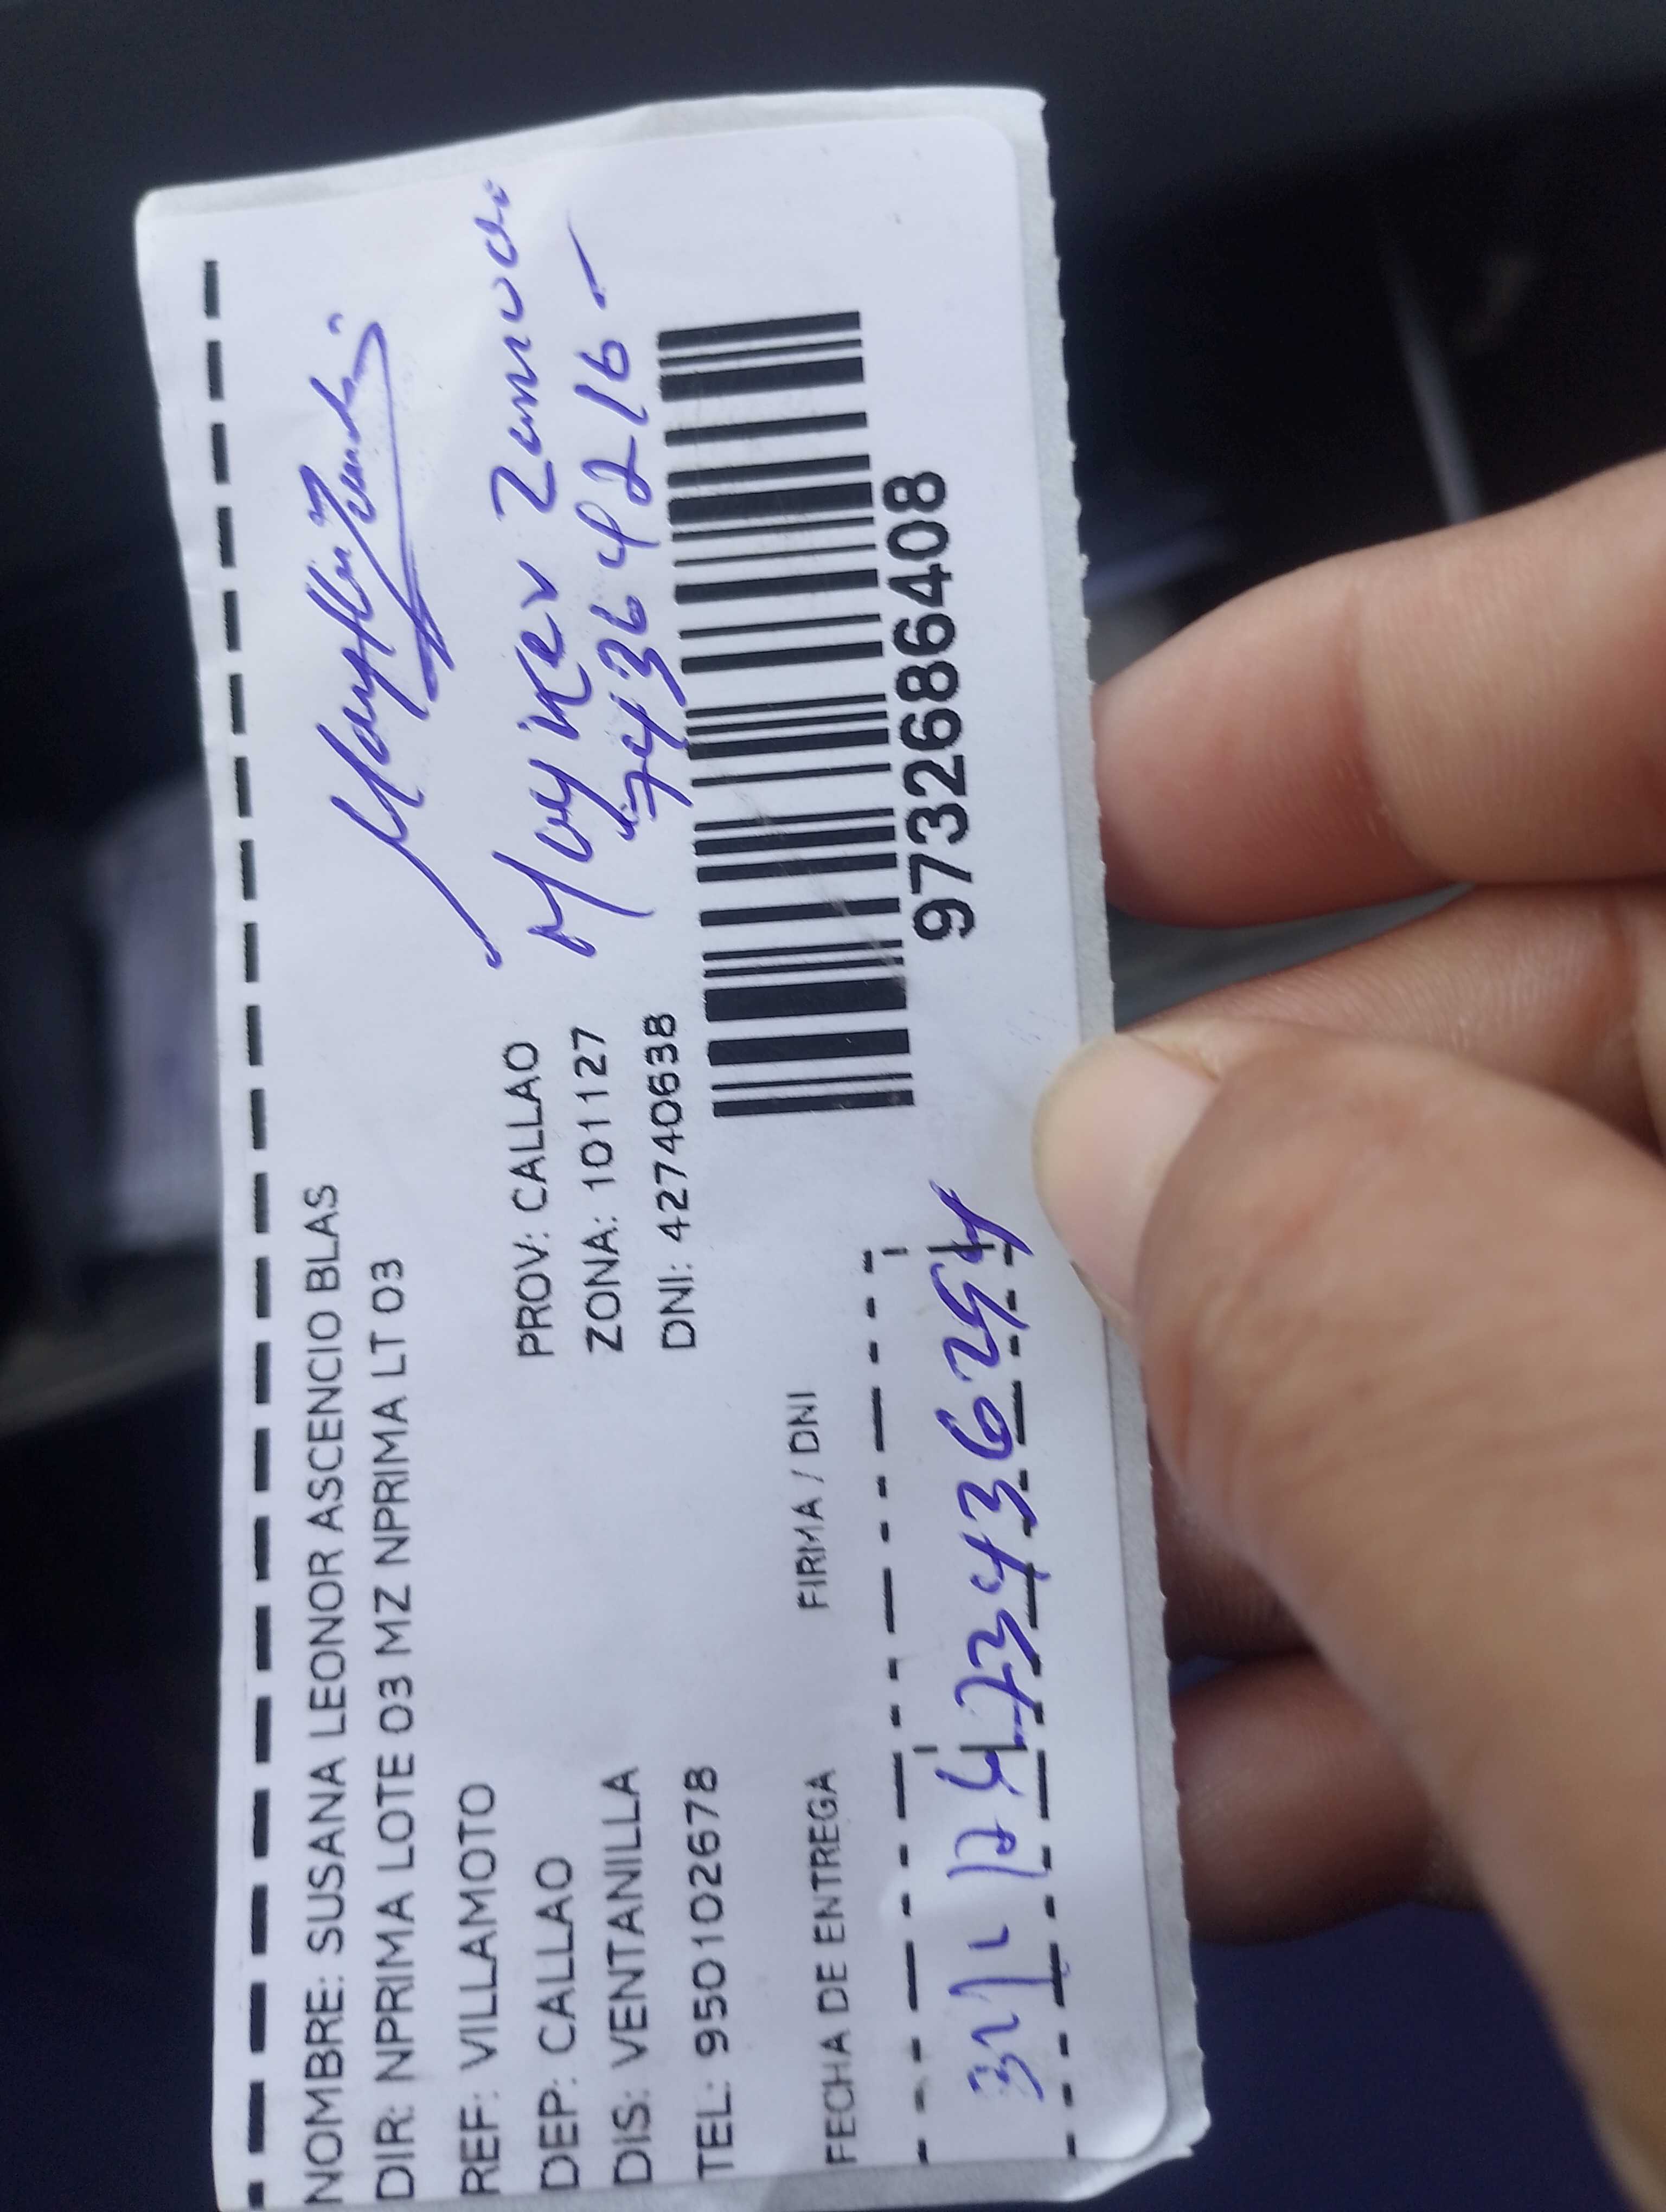 NOMBRE: SUSANA LEONOR ASCENCIO BLAS
DIR: NPRIMA LOTE 03 MZ NPRIMA LT 03
REF: VILLAMOTO
DEP: CALLAO PROV: CALLAO
DIS: VENTANILLA ZONA: 101127
TEL: 950102678 DNI: 42740638
74364216
9732686408
FECHA DE ENTREGA FIRMA / DNI